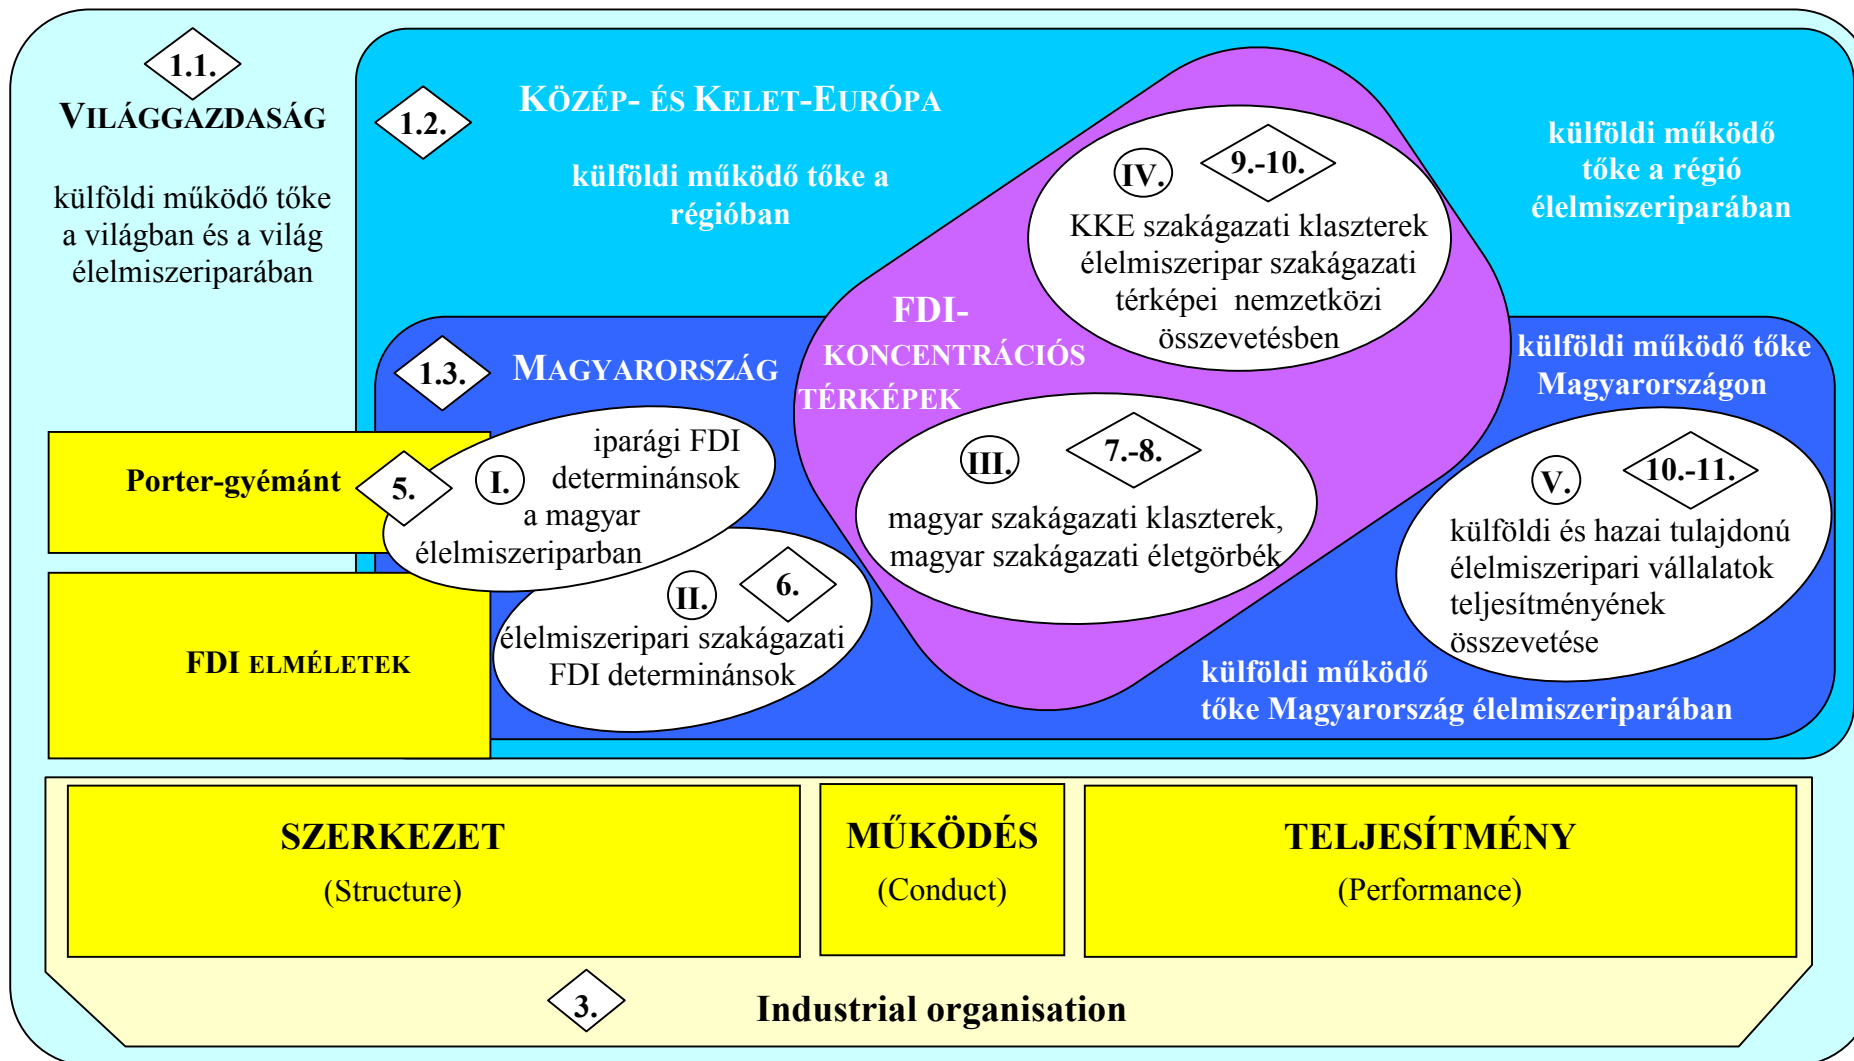 1.1.
VILÁGGAZDASÁG
külföldi működő tőke
a világban és a világ
élelmiszeriparában
1.2.
KÖZÉP- ÉS KELET-EURÓPA
külföldi működő tőke a
régióban
külföldi működő
tőke a régió
élelmiszeriparában
IV.
9.-10.
KKE szakágazati klaszterek
élelmiszeripar szakágazati
térképei nemzetközi
összevetésben
FDI-
KONCENTRÁCIÓS
TÉRKÉPEK
1.3.
MAGYARORSZÁG
külföldi működő tőke
Magyarországon
Porter-gyémánt
5.
I.
iparági FDI
determinánsok
a magyar
élelmiszeriparban
III.
7.-8.
magyar szakágazati klaszterek,
magyar szakágazati életgörbék
V.
10.-11.
külföldi és hazai tulajdonú
élelmiszeripari vállalatok
teljesítményének
összevetése
FDI ELMÉLETEK
II.
6.
élelmiszeripari szakágazati
FDI determinánsok
külföldi működő
tőke Magyarország élelmiszeriparában
SZERKEZET
(Structure)
MŰKÖDÉS
(Conduct)
TELJESÍTMÉNY
(Performance)
3.
Industrial organisation